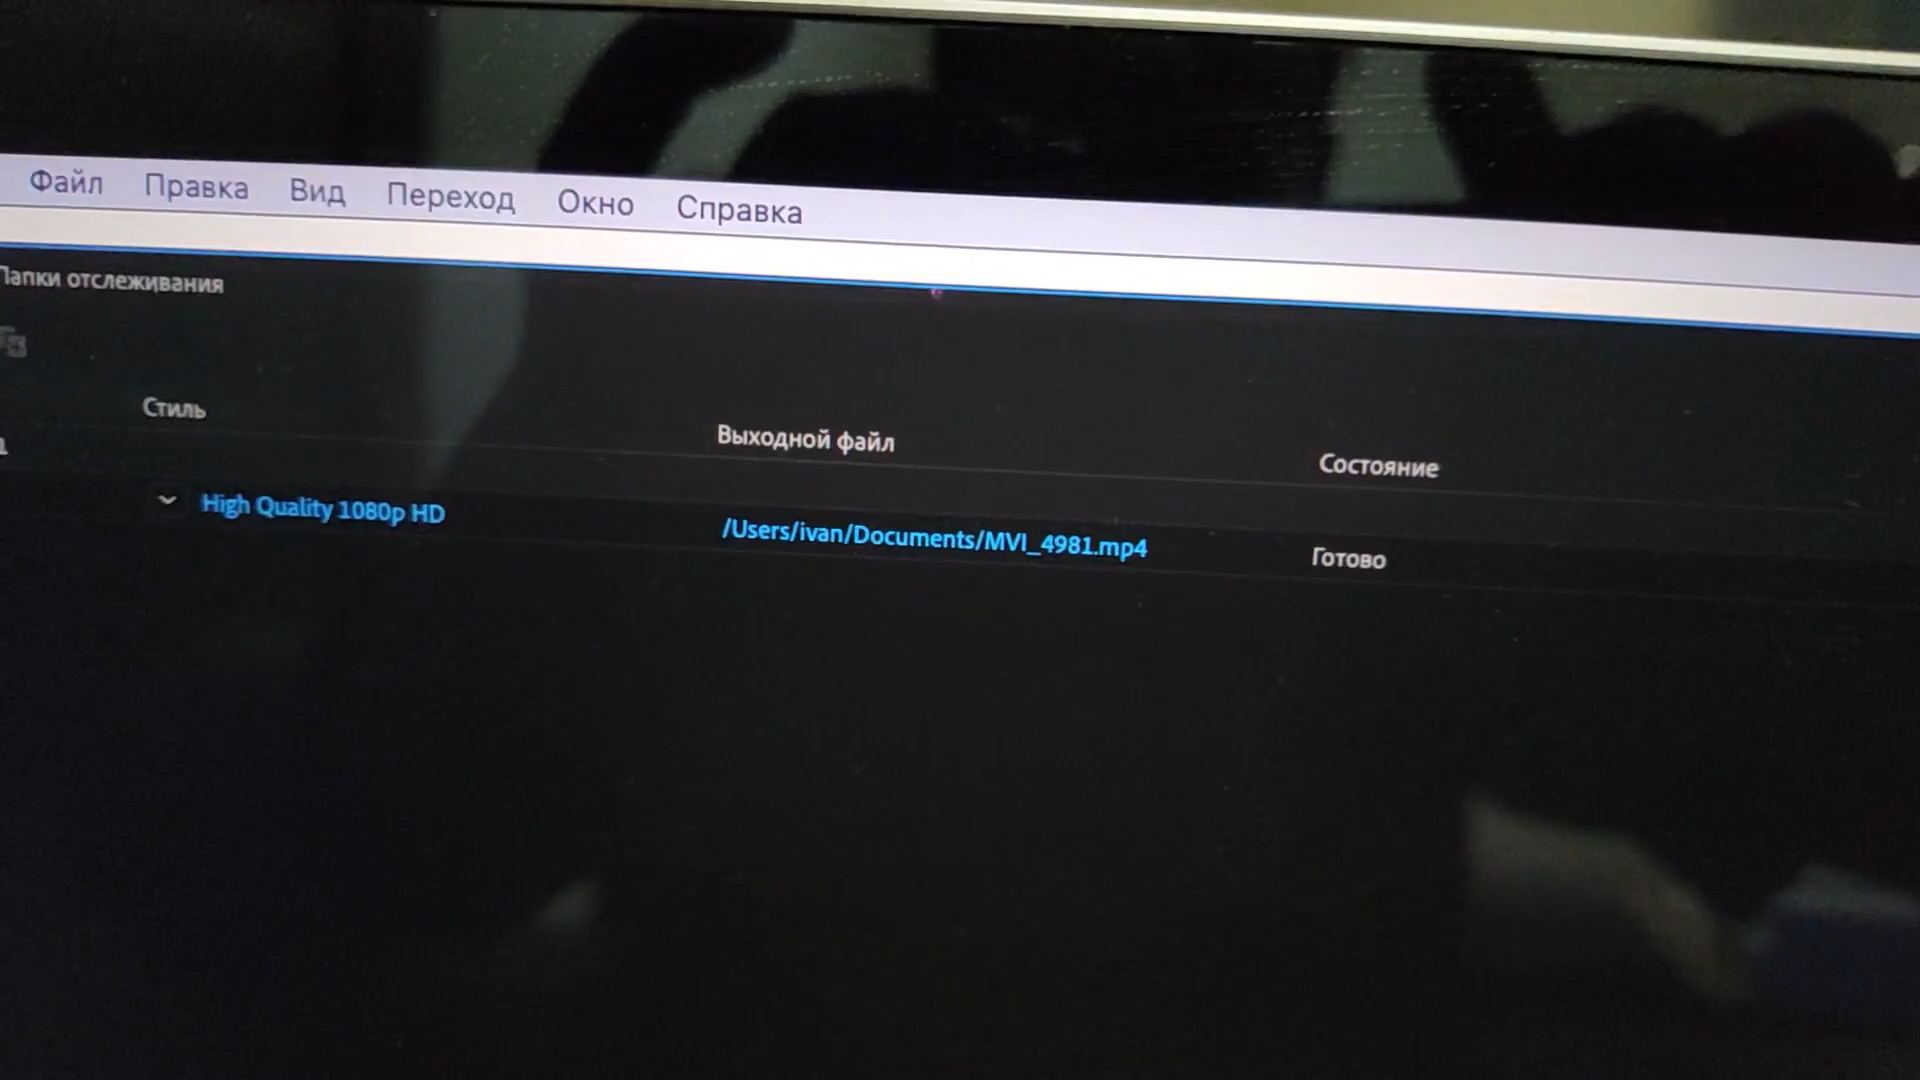 Файл Правка Вид Переход Окно Справка
Папки отслеживания
Стиль Выходной файл Состояние
High Quality 1080p HD /Users/ivan/Documents/MVI_4981.mp4 Готово